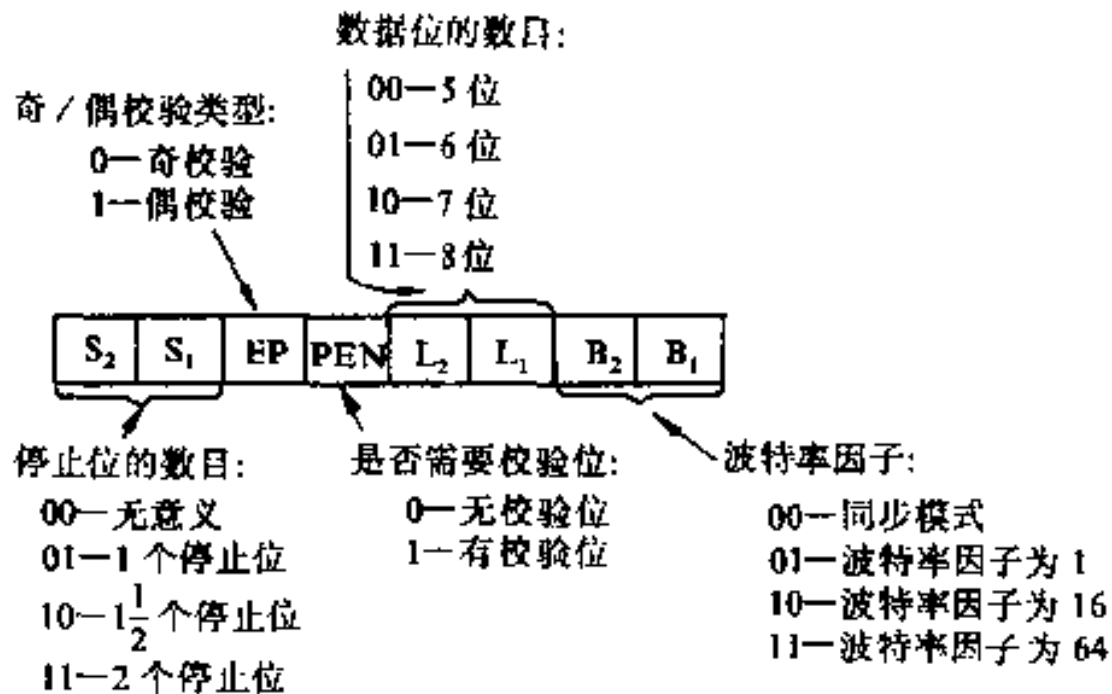 数据位的数目:
00—5 位
01—6 位
10—7 位
11—8 位
奇 / 偶校验类型:
0—奇校验
1—偶校验
S₂ S₁ EP PEN L₂ L₁ B₂ B₁
停止位的数目:
00—无意义
01—1 个停止位
10—1½ 个停止位
11—2 个停止位
是否需要校验位:
0—无校验位
1—有校验位
波特率因子:
00—同步模式
01—波特率因子为 1
10—波特率因子为 16
11—波特率因子为 64